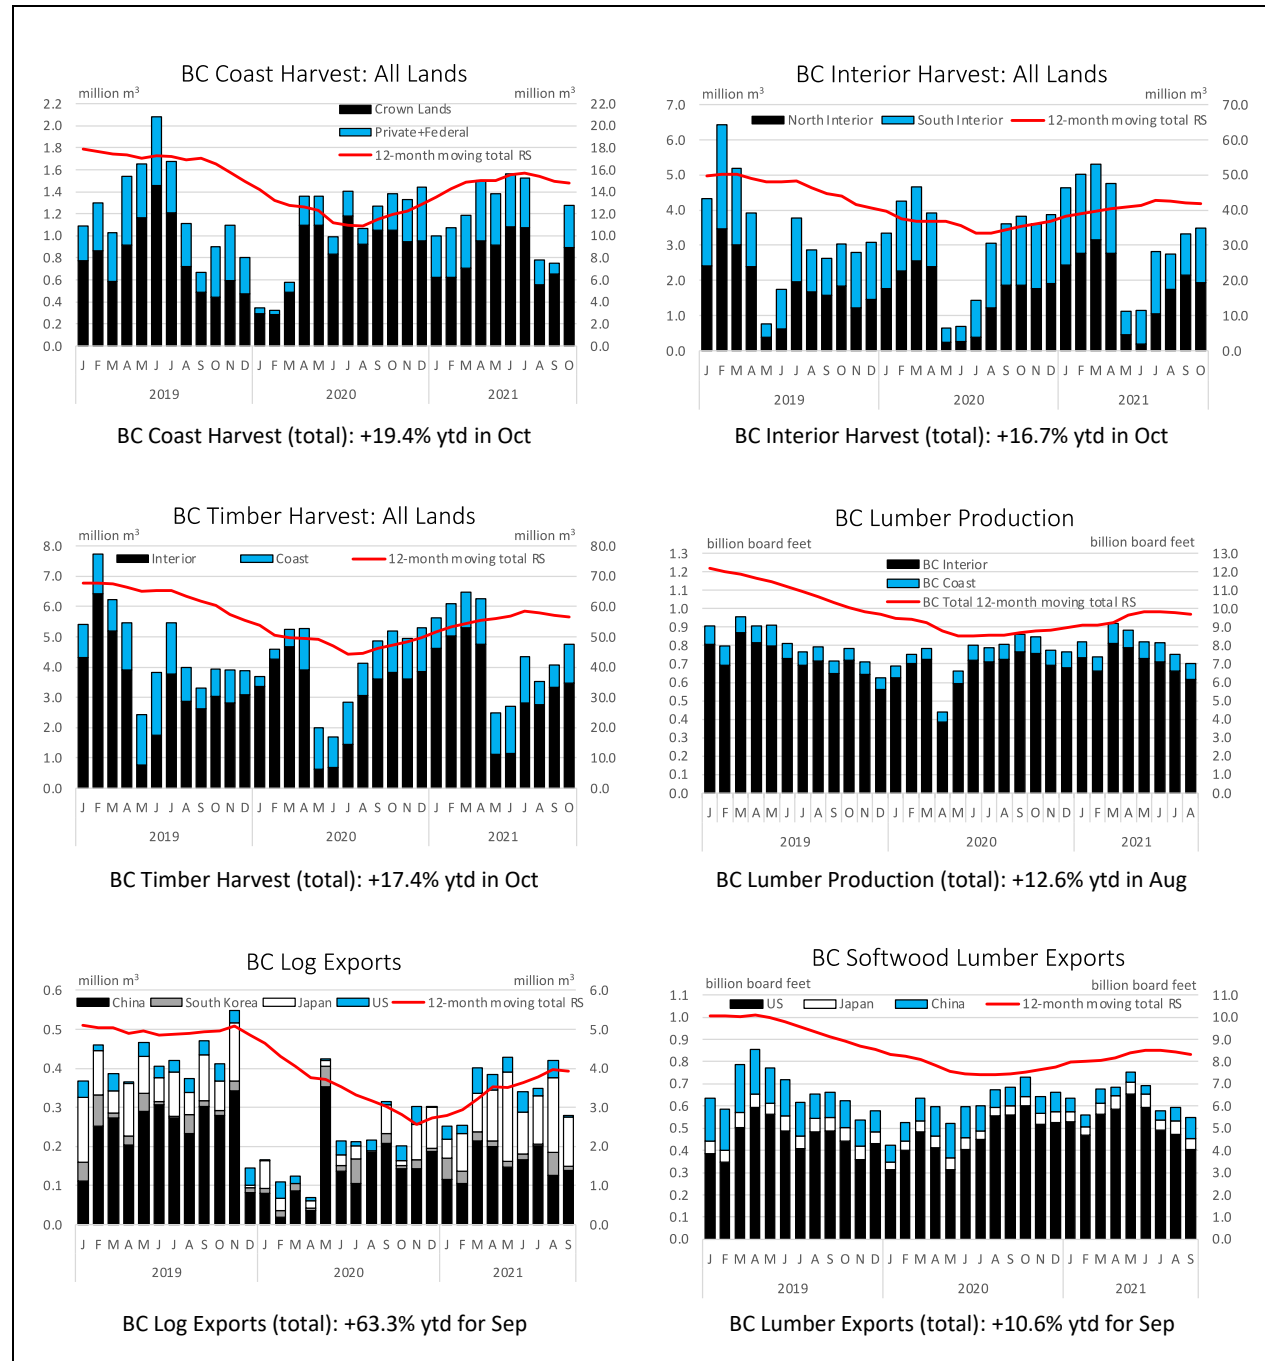 BC Coast Harvest: All Lands
million m³ million m³
Crown Lands
Private+Federal
12-month moving total RS
2.2 22.0
2.0 20.0
1.8 18.0
1.6 16.0
1.4 14.0
1.2 12.0
1.0 10.0
0.8 8.0
0.6 6.0
0.4 4.0
0.2 2.0
0.0 0.0
J F M A M J J A S O N D J F M A M J J A S O N D J F M A M J J A S O
2019 2020 2021
BC Coast Harvest (total): +19.4% ytd in Oct
BC Interior Harvest: All Lands
million m³ million m³
North Interior South Interior 12-month moving total RS
7.0 70.0
6.0 60.0
5.0 50.0
4.0 40.0
3.0 30.0
2.0 20.0
1.0 10.0
0.0 0.0
J F M A M J J A S O N D J F M A M J J A S O N D J F M A M J J A S O
2019 2020 2021
BC Interior Harvest (total): +16.7% ytd in Oct
BC Timber Harvest: All Lands
million m³ million m³
Interior Coast 12-month moving total RS
8.0 80.0
7.0 70.0
6.0 60.0
5.0 50.0
4.0 40.0
3.0 30.0
2.0 20.0
1.0 10.0
0.0 0.0
J F M A M J J A S O N D J F M A M J J A S O N D J F M A M J J A S O
2019 2020 2021
BC Timber Harvest (total): +17.4% ytd in Oct
BC Lumber Production
billion board feet billion board feet
BC Interior
BC Coast
BC Total 12-month moving total RS
1.3 13.0
1.2 12.0
1.1 11.0
1.0 10.0
0.9 9.0
0.8 8.0
0.7 7.0
0.6 6.0
0.5 5.0
0.4 4.0
0.3 3.0
0.2 2.0
0.1 1.0
0.0 0.0
J F M A M J J A S O N D J F M A M J J A S O N D J F M A M J J A
2019 2020 2021
BC Lumber Production (total): +12.6% ytd in Aug
BC Log Exports
million m³ million m³
China South Korea Japan US 12-month moving total RS
0.6 6.0
0.5 5.0
0.4 4.0
0.3 3.0
0.2 2.0
0.1 1.0
0.0 0.0
J F M A M J J A S O N D J F M A M J J A S O N D J F M A M J J A S
2019 2020 2021
BC Log Exports (total): +63.3% ytd for Sep
BC Softwood Lumber Exports
billion board feet billion board feet
US Japan China 12-month moving total RS
1.1 11.0
1.0 10.0
0.9 9.0
0.8 8.0
0.7 7.0
0.6 6.0
0.5 5.0
0.4 4.0
0.3 3.0
0.2 2.0
0.1 1.0
0.0 0.0
J F M A M J J A S O N D J F M A M J J A S O N D J F M A M J J A S
2019 2020 2021
BC Lumber Exports (total): +10.6% ytd for Sep